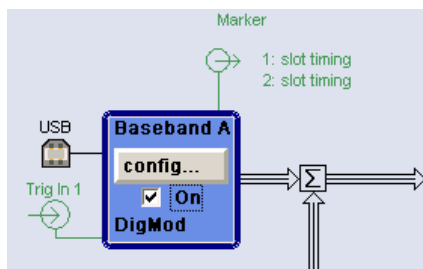 Marker
1: slot timing
2: slot timing
USB
Baseband A
config...
Trig In 1
On
DigMod
Σ